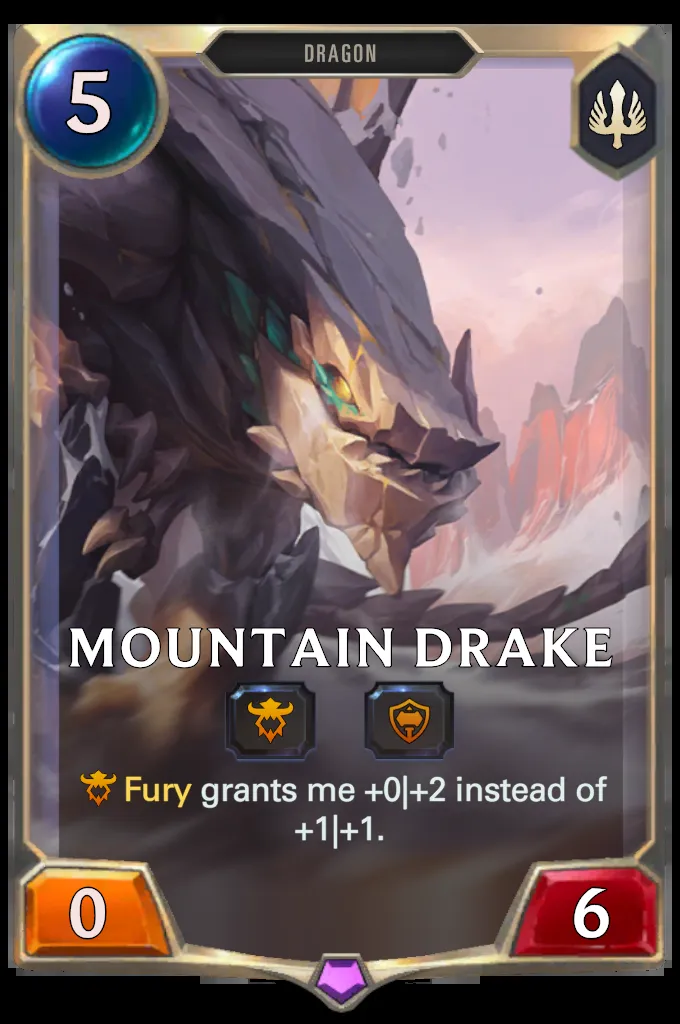 DRAGON
5
MOUNTAIN DRAKE
Fury grants me +0|+2 instead of
+1|+1.
0
6